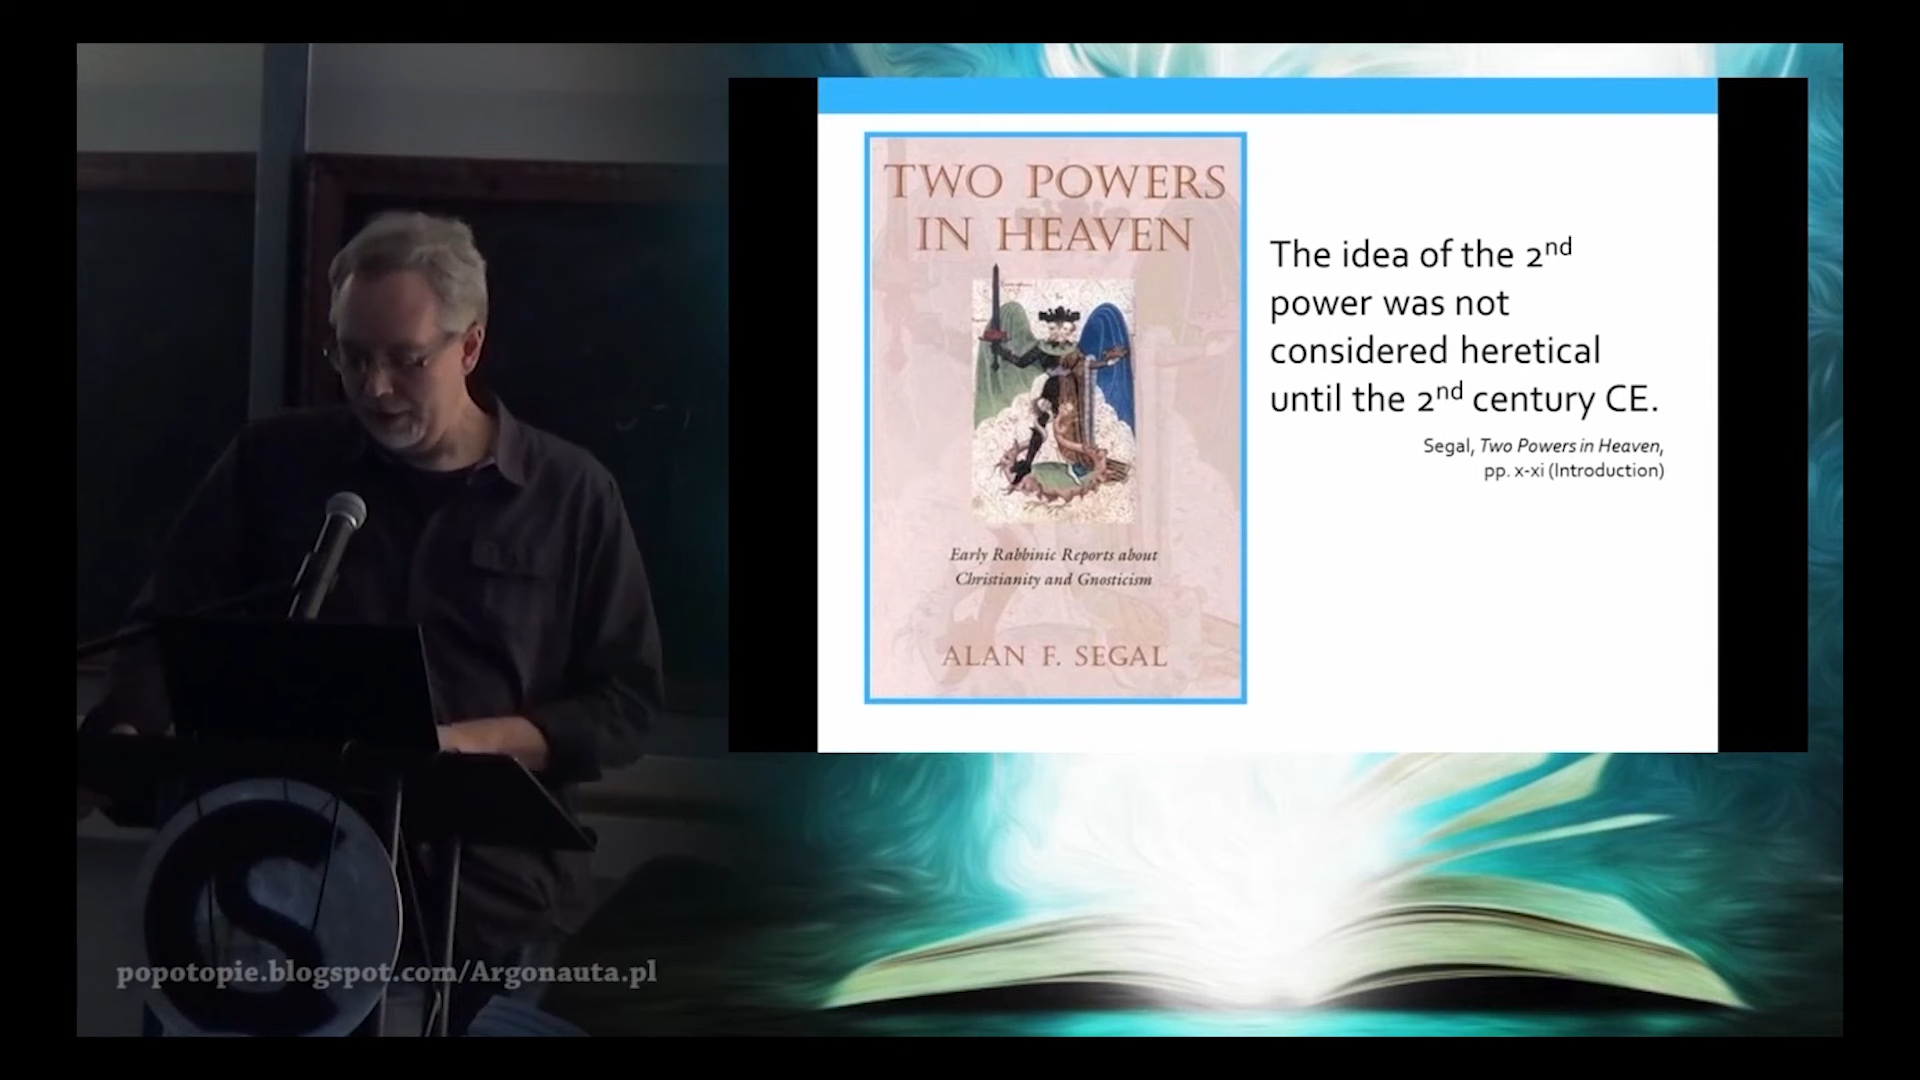 TWO POWERS
IN HEAVEN
Early Rabbinic Reports about
Christianity and Gnosticism
ALAN F. SEGAL
The idea of the 2nd
power was not
considered heretical
until the 2nd century CE.
Segal, Two Powers in Heaven,
pp. x-xi (Introduction)
S
popotopie.blogspot.com/Argonauta.pl